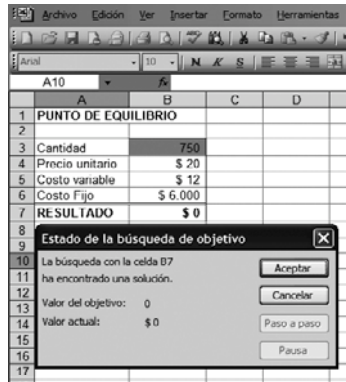 Archivo Edición Ver Insertar Formato Herramientas
Arial 10 N K S
A10 fx
A B C D
1 PUNTO DE EQUILIBRIO
2
3 Cantidad 750
4 Precio unitario $ 20
5 Costo variable $ 12
6 Costo Fijo $ 6.000
7 RESULTADO $ 0
8
9
10
11
12
13
14
15
16
17
Estado de la búsqueda de objetivo
La búsqueda con la celda B7
ha encontrado una solución.
Valor del objetivo: 0
Valor actual: $ 0
Aceptar
Cancelar
Paso a paso
Pausa